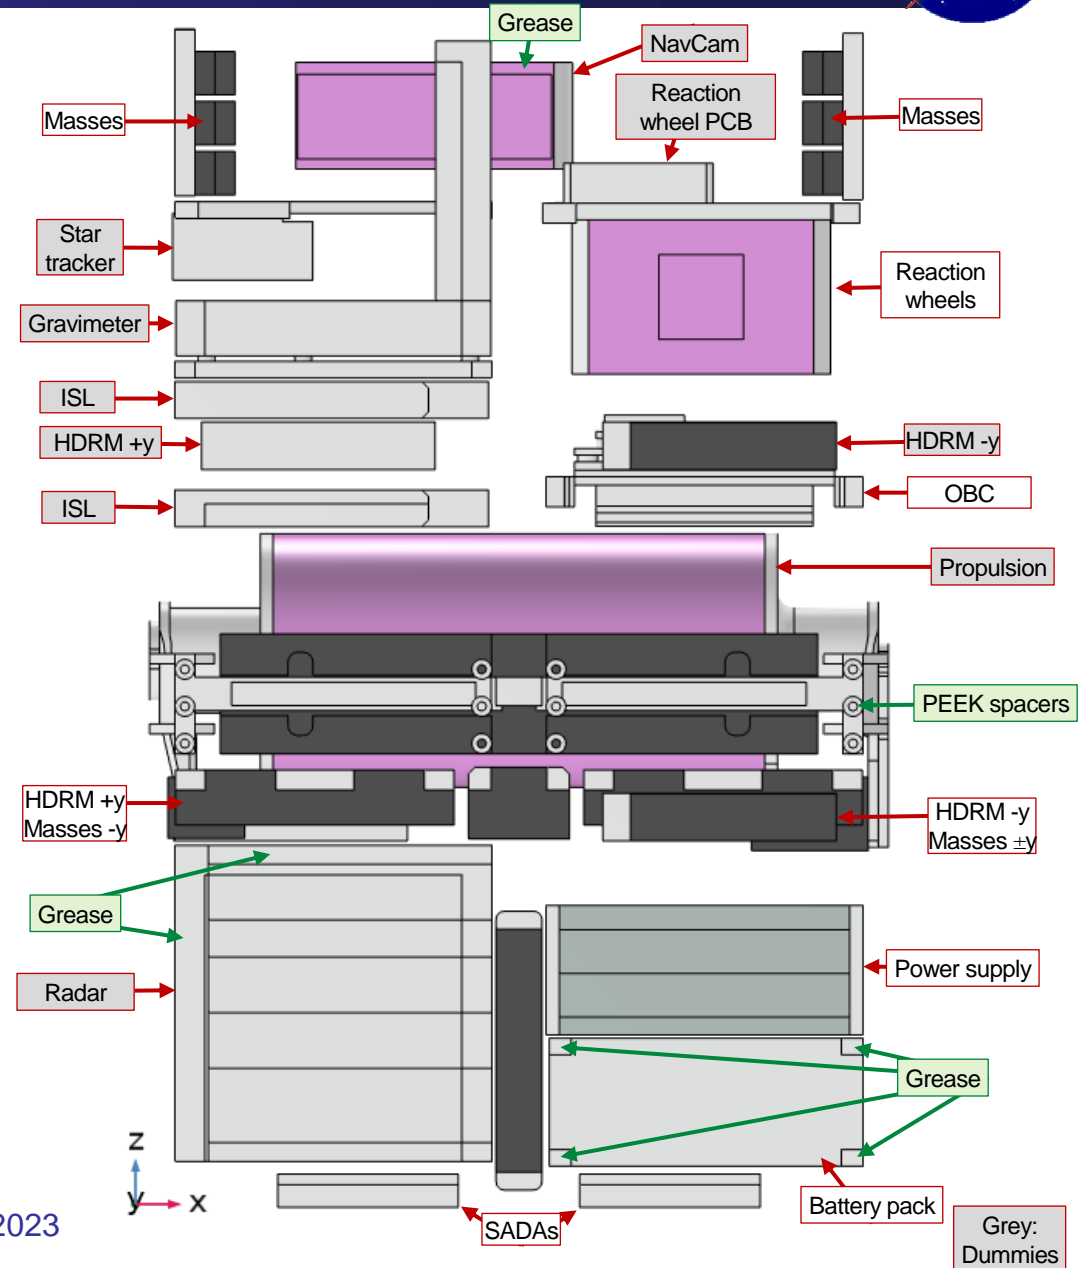 Grease
NavCam
Reaction
wheel PCB
Masses
Masses
Star
tracker
Reaction
wheels
Gravimeter
ISL
HDRM +y
HDRM -y
ISL
OBC
Propulsion
PEEK spacers
HDRM +y
Masses -y
HDRM -y
Masses ±y
Grease
Power supply
Radar
Grease
z
y
x
Battery pack
2023
SADAs
Grey:
Dummies